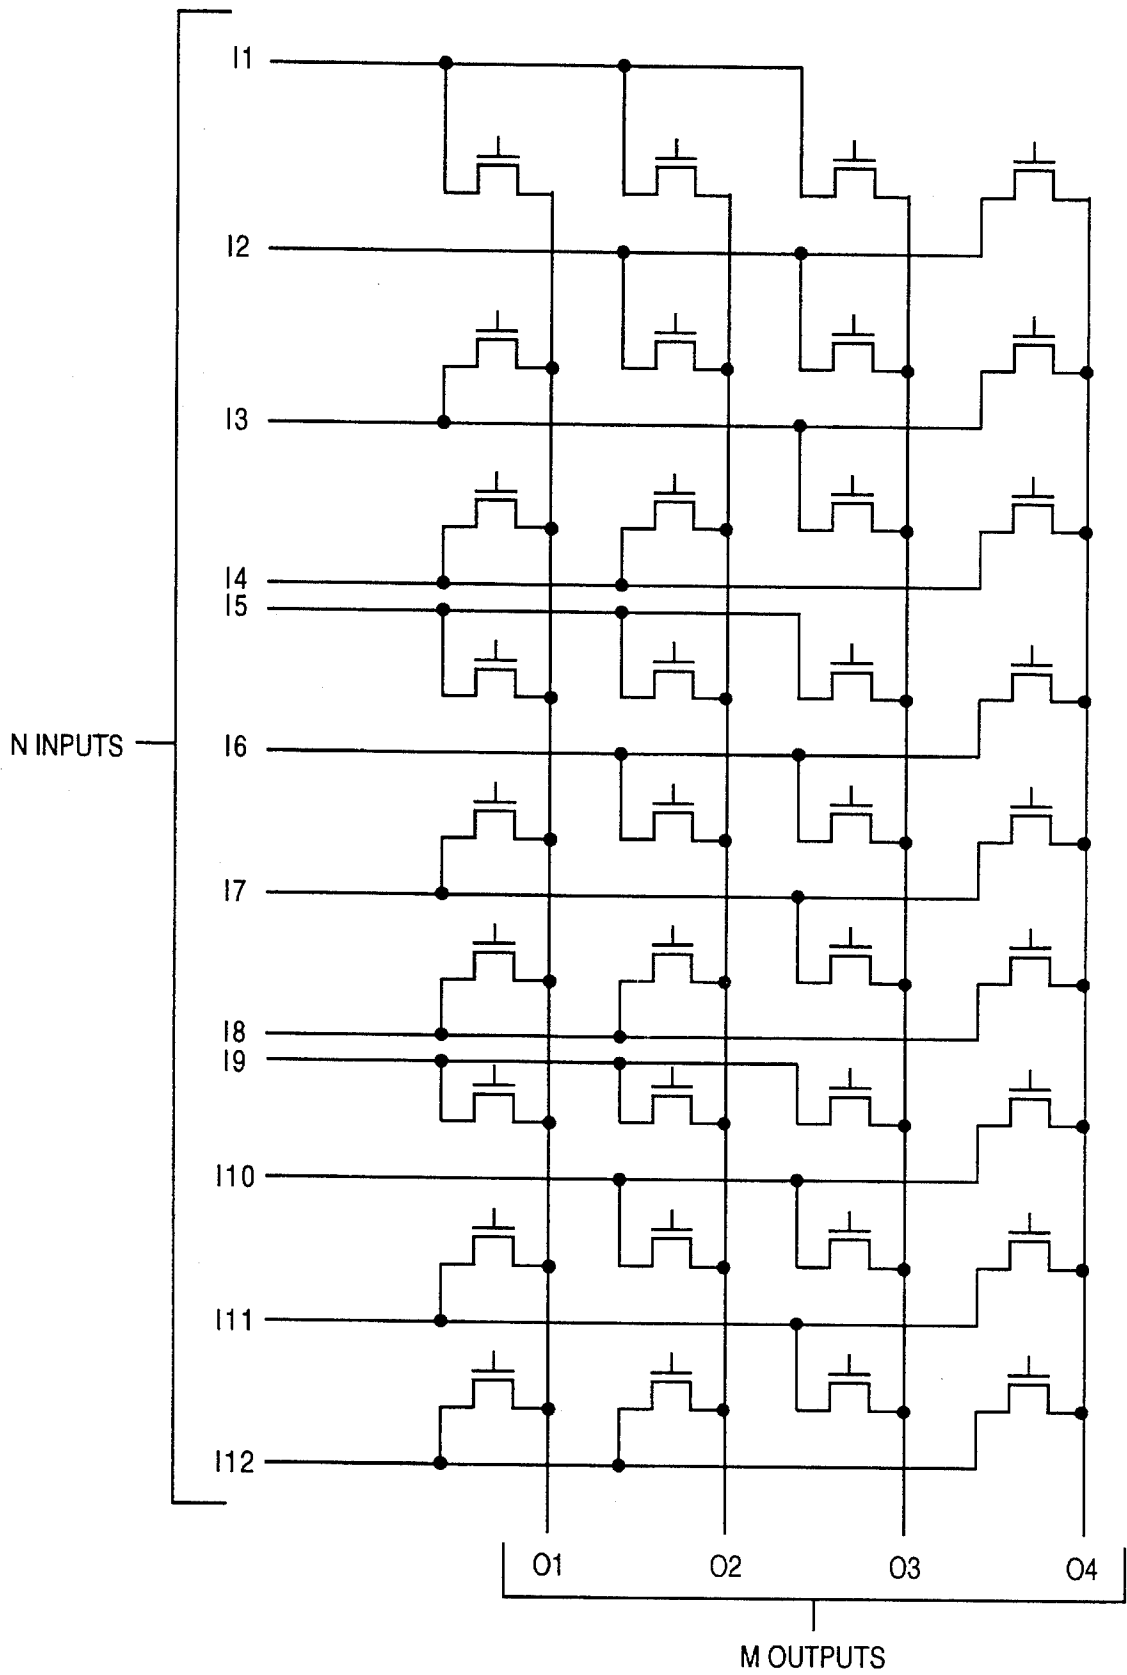 I1
I2
I3
I4
I5
N INPUTS
I6
I7
I8
I9
I10
I11
I12
O1 O2 O3 O4
M OUTPUTS